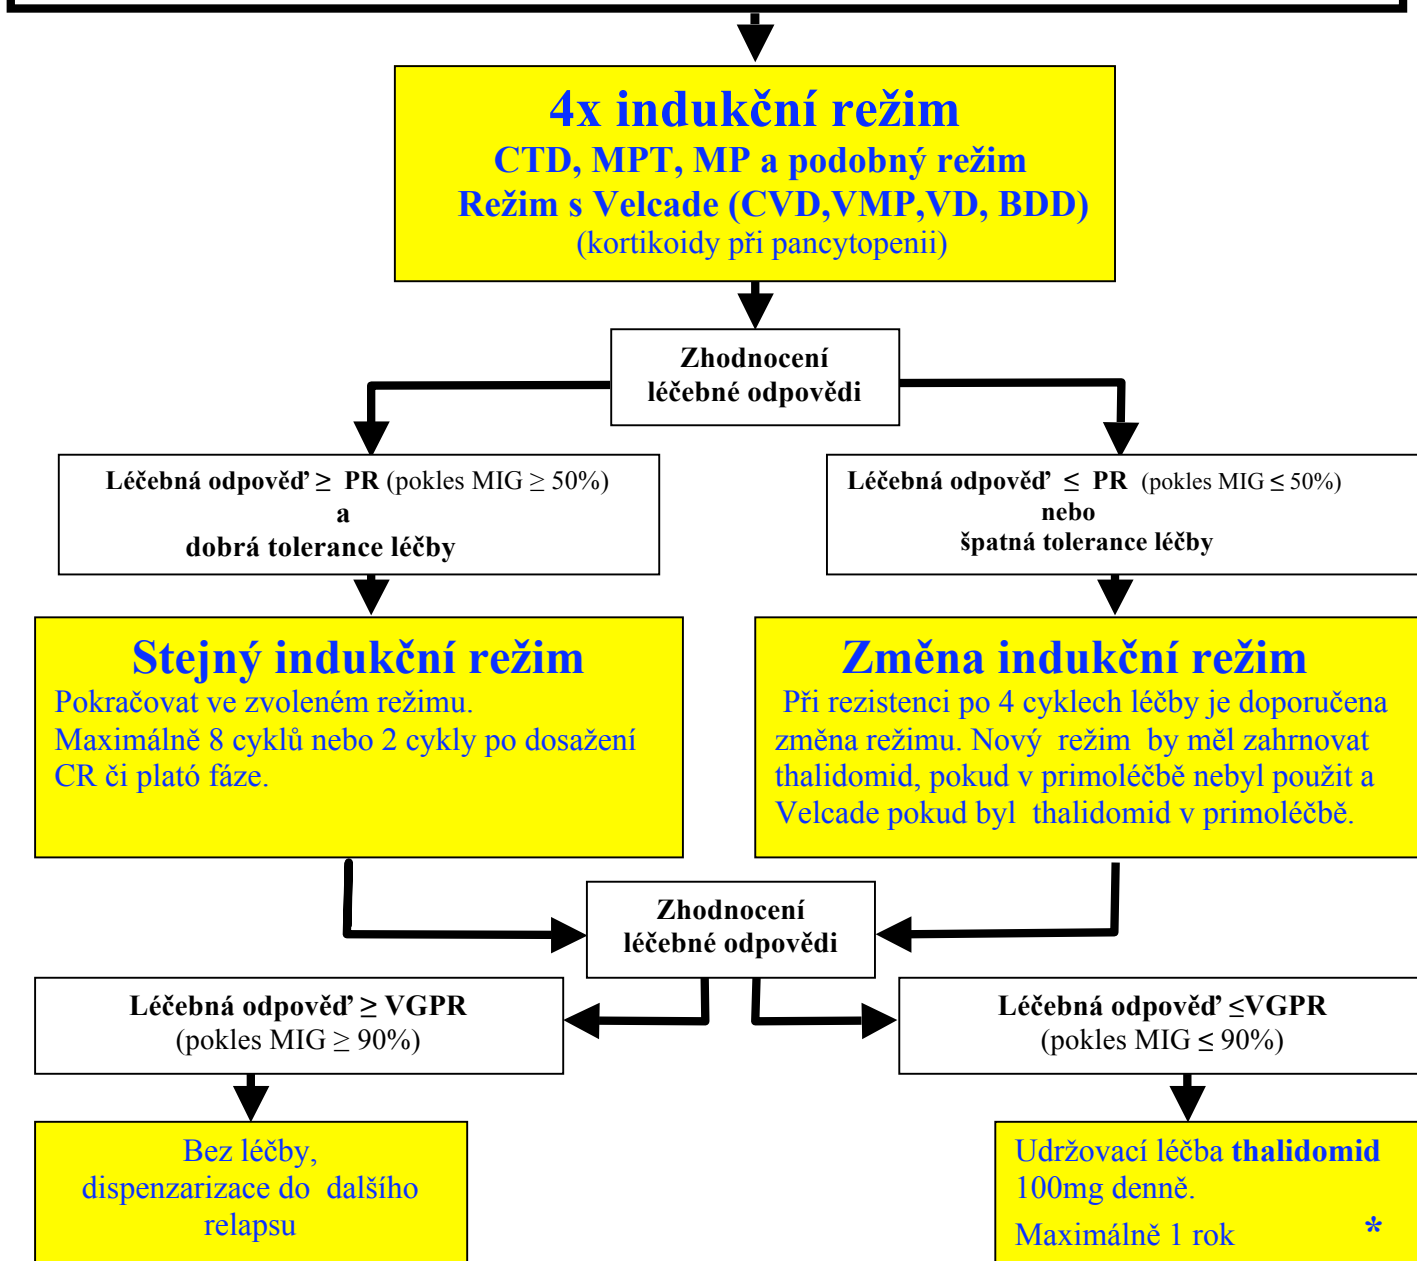 4x indukční režim
CTD, MPT, MP a podobný režim
Režim s Velcade (CVD,VMP,VD, BDD)
(kortikoidy při pancytopenii)
Zhodnocení
léčebné odpovědi
Léčebná odpověď ≥ PR (pokles MIG ≥ 50%)
a
dobrá tolerance léčby
Léčebná odpověď ≤ PR (pokles MIG ≤ 50%)
nebo
špatná tolerance léčby
Stejný indukční režim
Pokračovat ve zvoleném režimu.
Maximálně 8 cyklů nebo 2 cykly po dosažení
CR či plató fáze.
Změna indukční režim
Při rezistenci po 4 cyklech léčby je doporučena
změna režimu. Nový režim by měl zahrnovat
thalidomid, pokud v primoléčbě nebyl použit a
Velcade pokud byl thalidomid v primoléčbě.
Zhodnocení
léčebné odpovědi
Léčebná odpověď ≥ VGPR
(pokles MIG ≥ 90%)
Léčebná odpověď ≤VGPR
(pokles MIG ≤ 90%)
Bez léčby,
dispenzarizace do dalšího
relapsu
Udržovací léčba thalidomid
100mg denně.
Maximálně 1 rok *